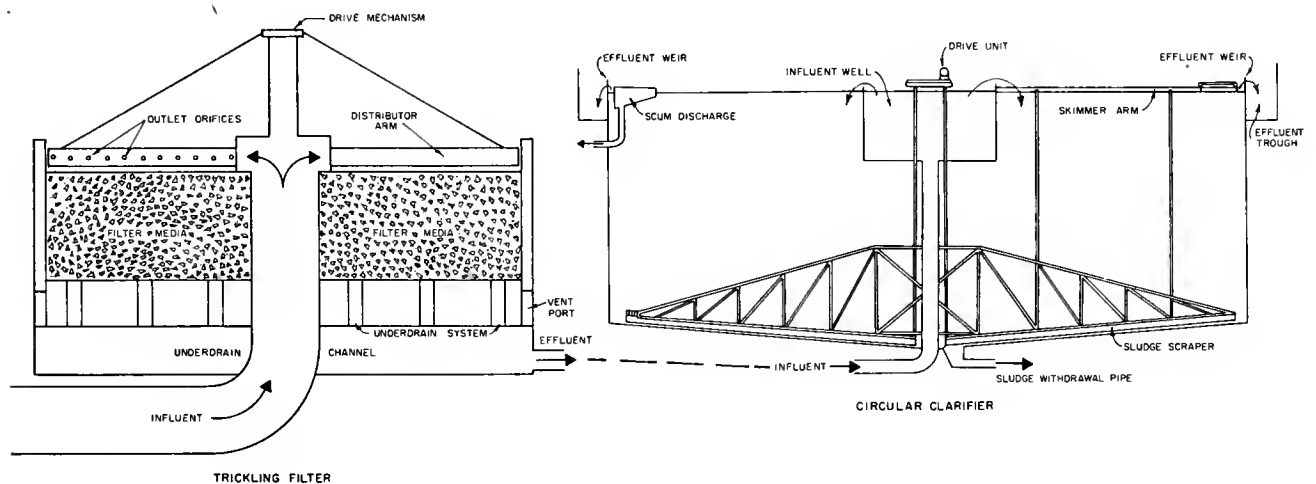 DRIVE MECHANISM
OUTLET ORIFICES
DISTRIBUTOR
ARM
FILTER MEDIA
FILTER MEDIA
VENT
PORT
UNDERDRAIN SYSTEM
UNDERDRAIN
CHANNEL
EFFLUENT
INFLUENT
TRICKLING FILTER
EFFLUENT WEIR
DRIVE UNIT
INFLUENT WELL
EFFLUENT WEIR
SCUM DISCHARGE
SKIMMER ARM
EFFLUENT
TROUGH
SLUDGE SCRAPER
INFLUENT
SLUDGE WITHDRAWAL PIPE
CIRCULAR CLARIFIER